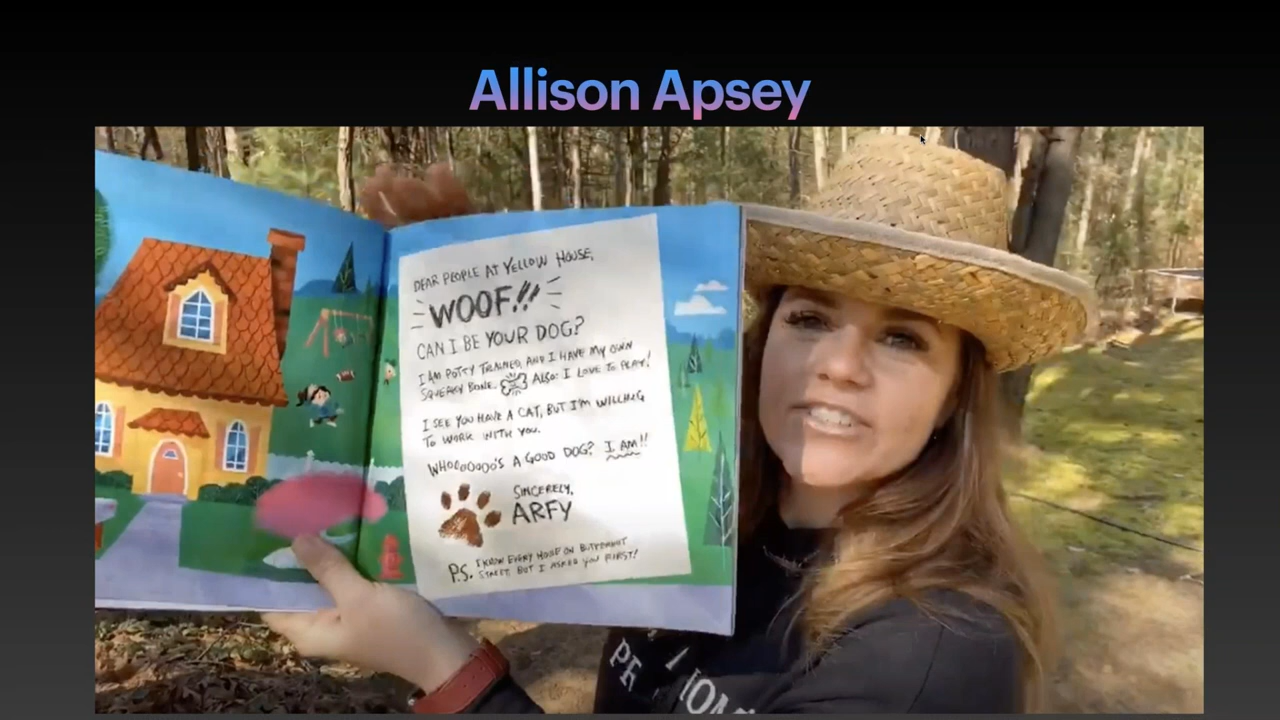 Allison Apsey
DEAR PEOPLE AT YELLOW HOUSE,
WOOF!!
CAN I BE YOUR DOG?
I AM POTTY TRAINED, AND I HAVE MY OWN
SQUEAKY BONE. ALSO: I LOVE TO PLAY!
I SEE YOU HAVE A CAT, BUT I'M WILLING
TO WORK WITH YOU.
WHOOOOOOO'S A GOOD DOG? I AM!!
SINCERELY,
ARFY
P.S. I KNOW EVERY HOUSE ON BUTTERNUT
STREET, BUT I ASKED YOU FIRST!